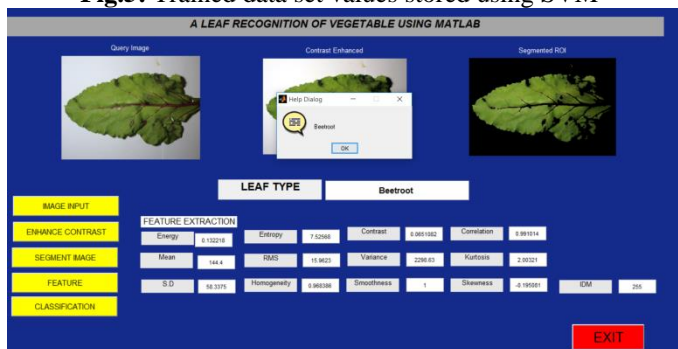 Fig.5. Trained data set values stored using SVM
A LEAF RECOGNITION OF VEGETABLE USING MATLAB
Query Image Contrast Enhanced Segmented ROI
Help Dialog
Beetroot
OK
LEAF TYPE Beetroot
IMAGE INPUT
ENHANCE CONTRAST
SEGMENT IMAGE
FEATURE
CLASSIFICATION
FEATURE EXTRACTION
Energy 0.132218 Entropy 7.52566 Contrast 0.0651082 Correlation 0.991014
Mean 144.4 RMS 15.9623 Variance 2298.63 Kurtosis 2.00321
S.D 58.3375 Homogeneity 0.988386 Smoothness 1 Skewness -0.195081 IDM 255
EXIT